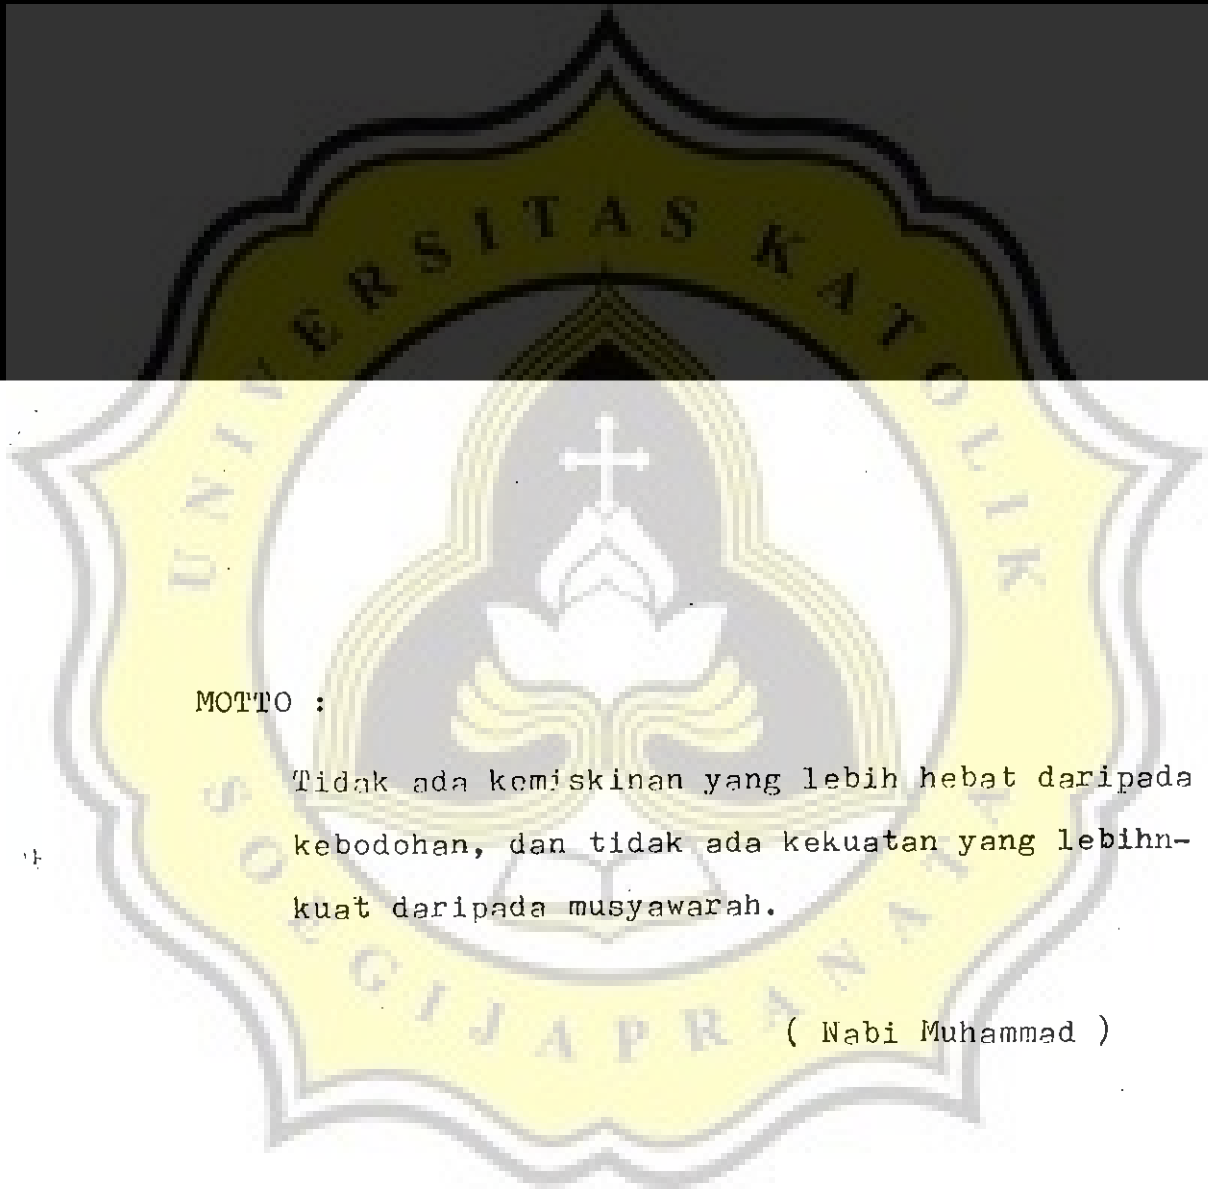 UNIVERSITAS KATOLIK
MOTTO :
Tidak ada kemiskinan yang lebih hebat daripada
kebodohan, dan tidak ada kekuatan yang lebihn-
kuat daripada musyawarah.
( Nabi Muhammad )
SOEGIJAPRANATA